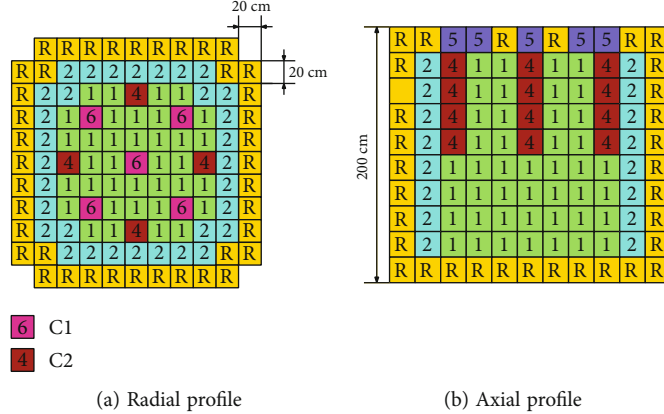 20 cm
R R R R R R R R R
R R 2 2 2 2 2 2 2 R R
20 cm
R 2 2 1 1 4 1 1 2 2 R
R 2 1 6 1 1 1 6 1 2 R
R 2 1 1 1 1 1 1 1 2 R
R 2 4 1 1 6 1 1 4 2 R
R 2 1 1 1 1 1 1 1 2 R
R 2 1 6 1 1 1 6 1 2 R
R 2 2 1 1 4 1 1 2 2 R
R R 2 2 2 2 2 2 2 R R
R R R R R R R R R
6 C1
4 C2
(a) Radial profile
200 cm
R R 5 5 R 5 R 5 5 R R
R 2 4 1 1 4 1 1 4 2 R
2 4 1 1 4 1 1 4 2 R
R 2 4 1 1 4 1 1 4 2 R
R 2 4 1 1 4 1 1 4 2 R
R 2 1 1 1 1 1 1 1 2 R
R 2 1 1 1 1 1 1 1 2 R
R 2 1 1 1 1 1 1 1 2 R
R 2 1 1 1 1 1 1 1 2 R
R R R R R R R R R R R
(b) Axial profile